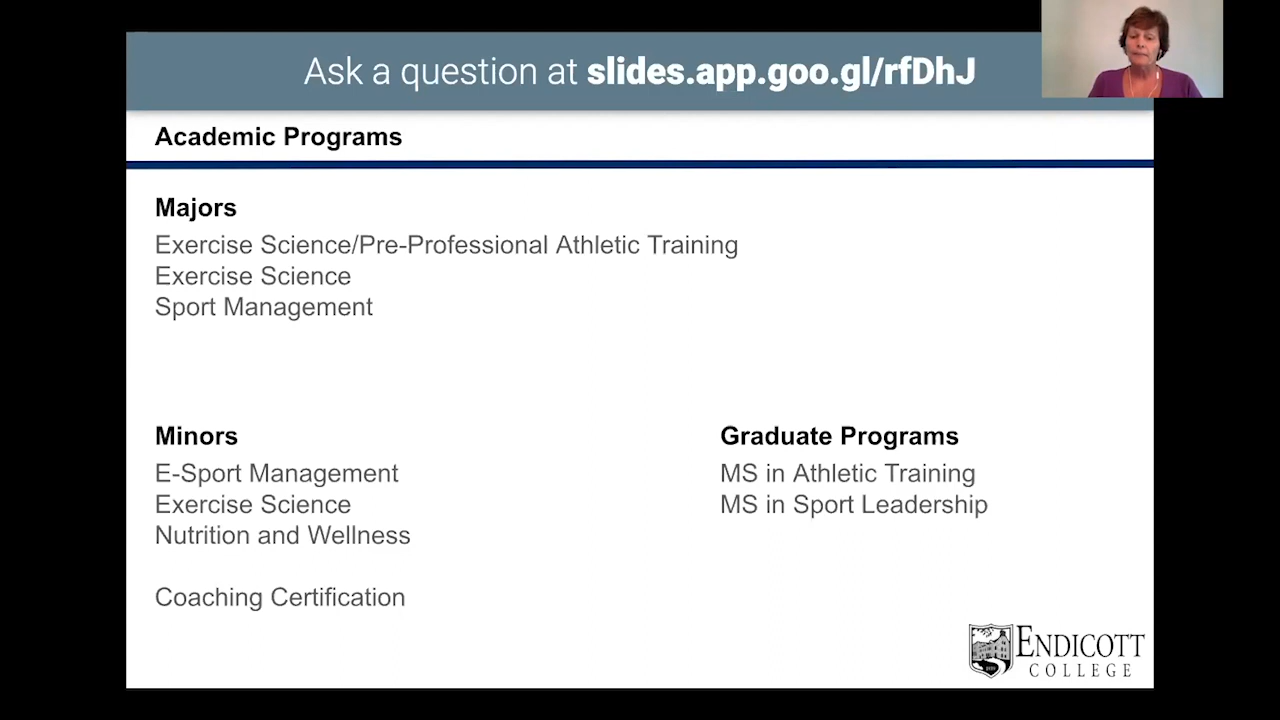 Ask a question at slides.app.goo.gl/rfDhJ
Academic Programs
Majors
Exercise Science/Pre-Professional Athletic Training
Exercise Science
Sport Management
Minors
E-Sport Management
Exercise Science
Nutrition and Wellness
Coaching Certification
Graduate Programs
MS in Athletic Training
MS in Sport Leadership
ENDICOTT
COLLEGE